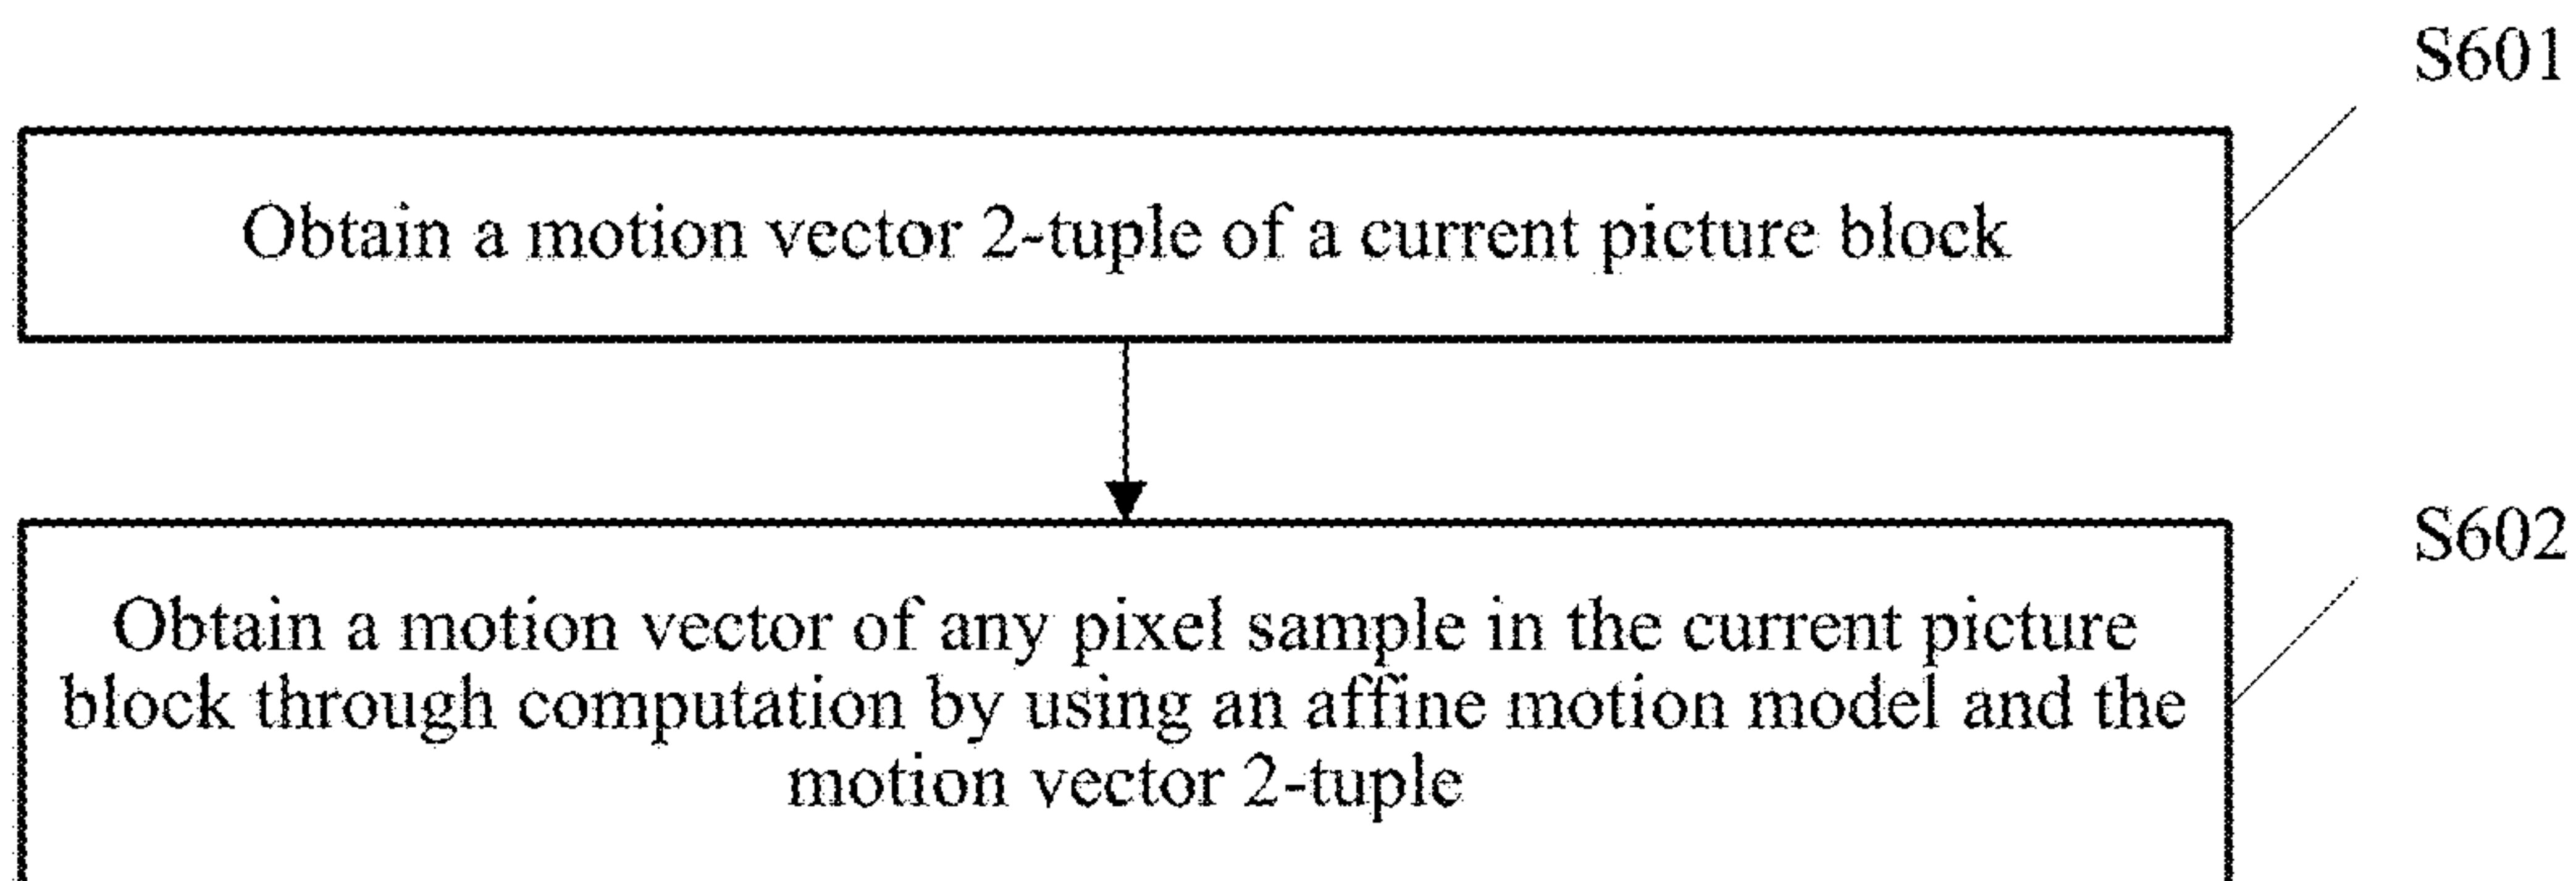 S601
Obtain a motion vector 2-tuple of a current picture block
S602
Obtain a motion vector of any pixel sample in the current picture
block through computation by using an affine motion model and the
motion vector 2-tuple